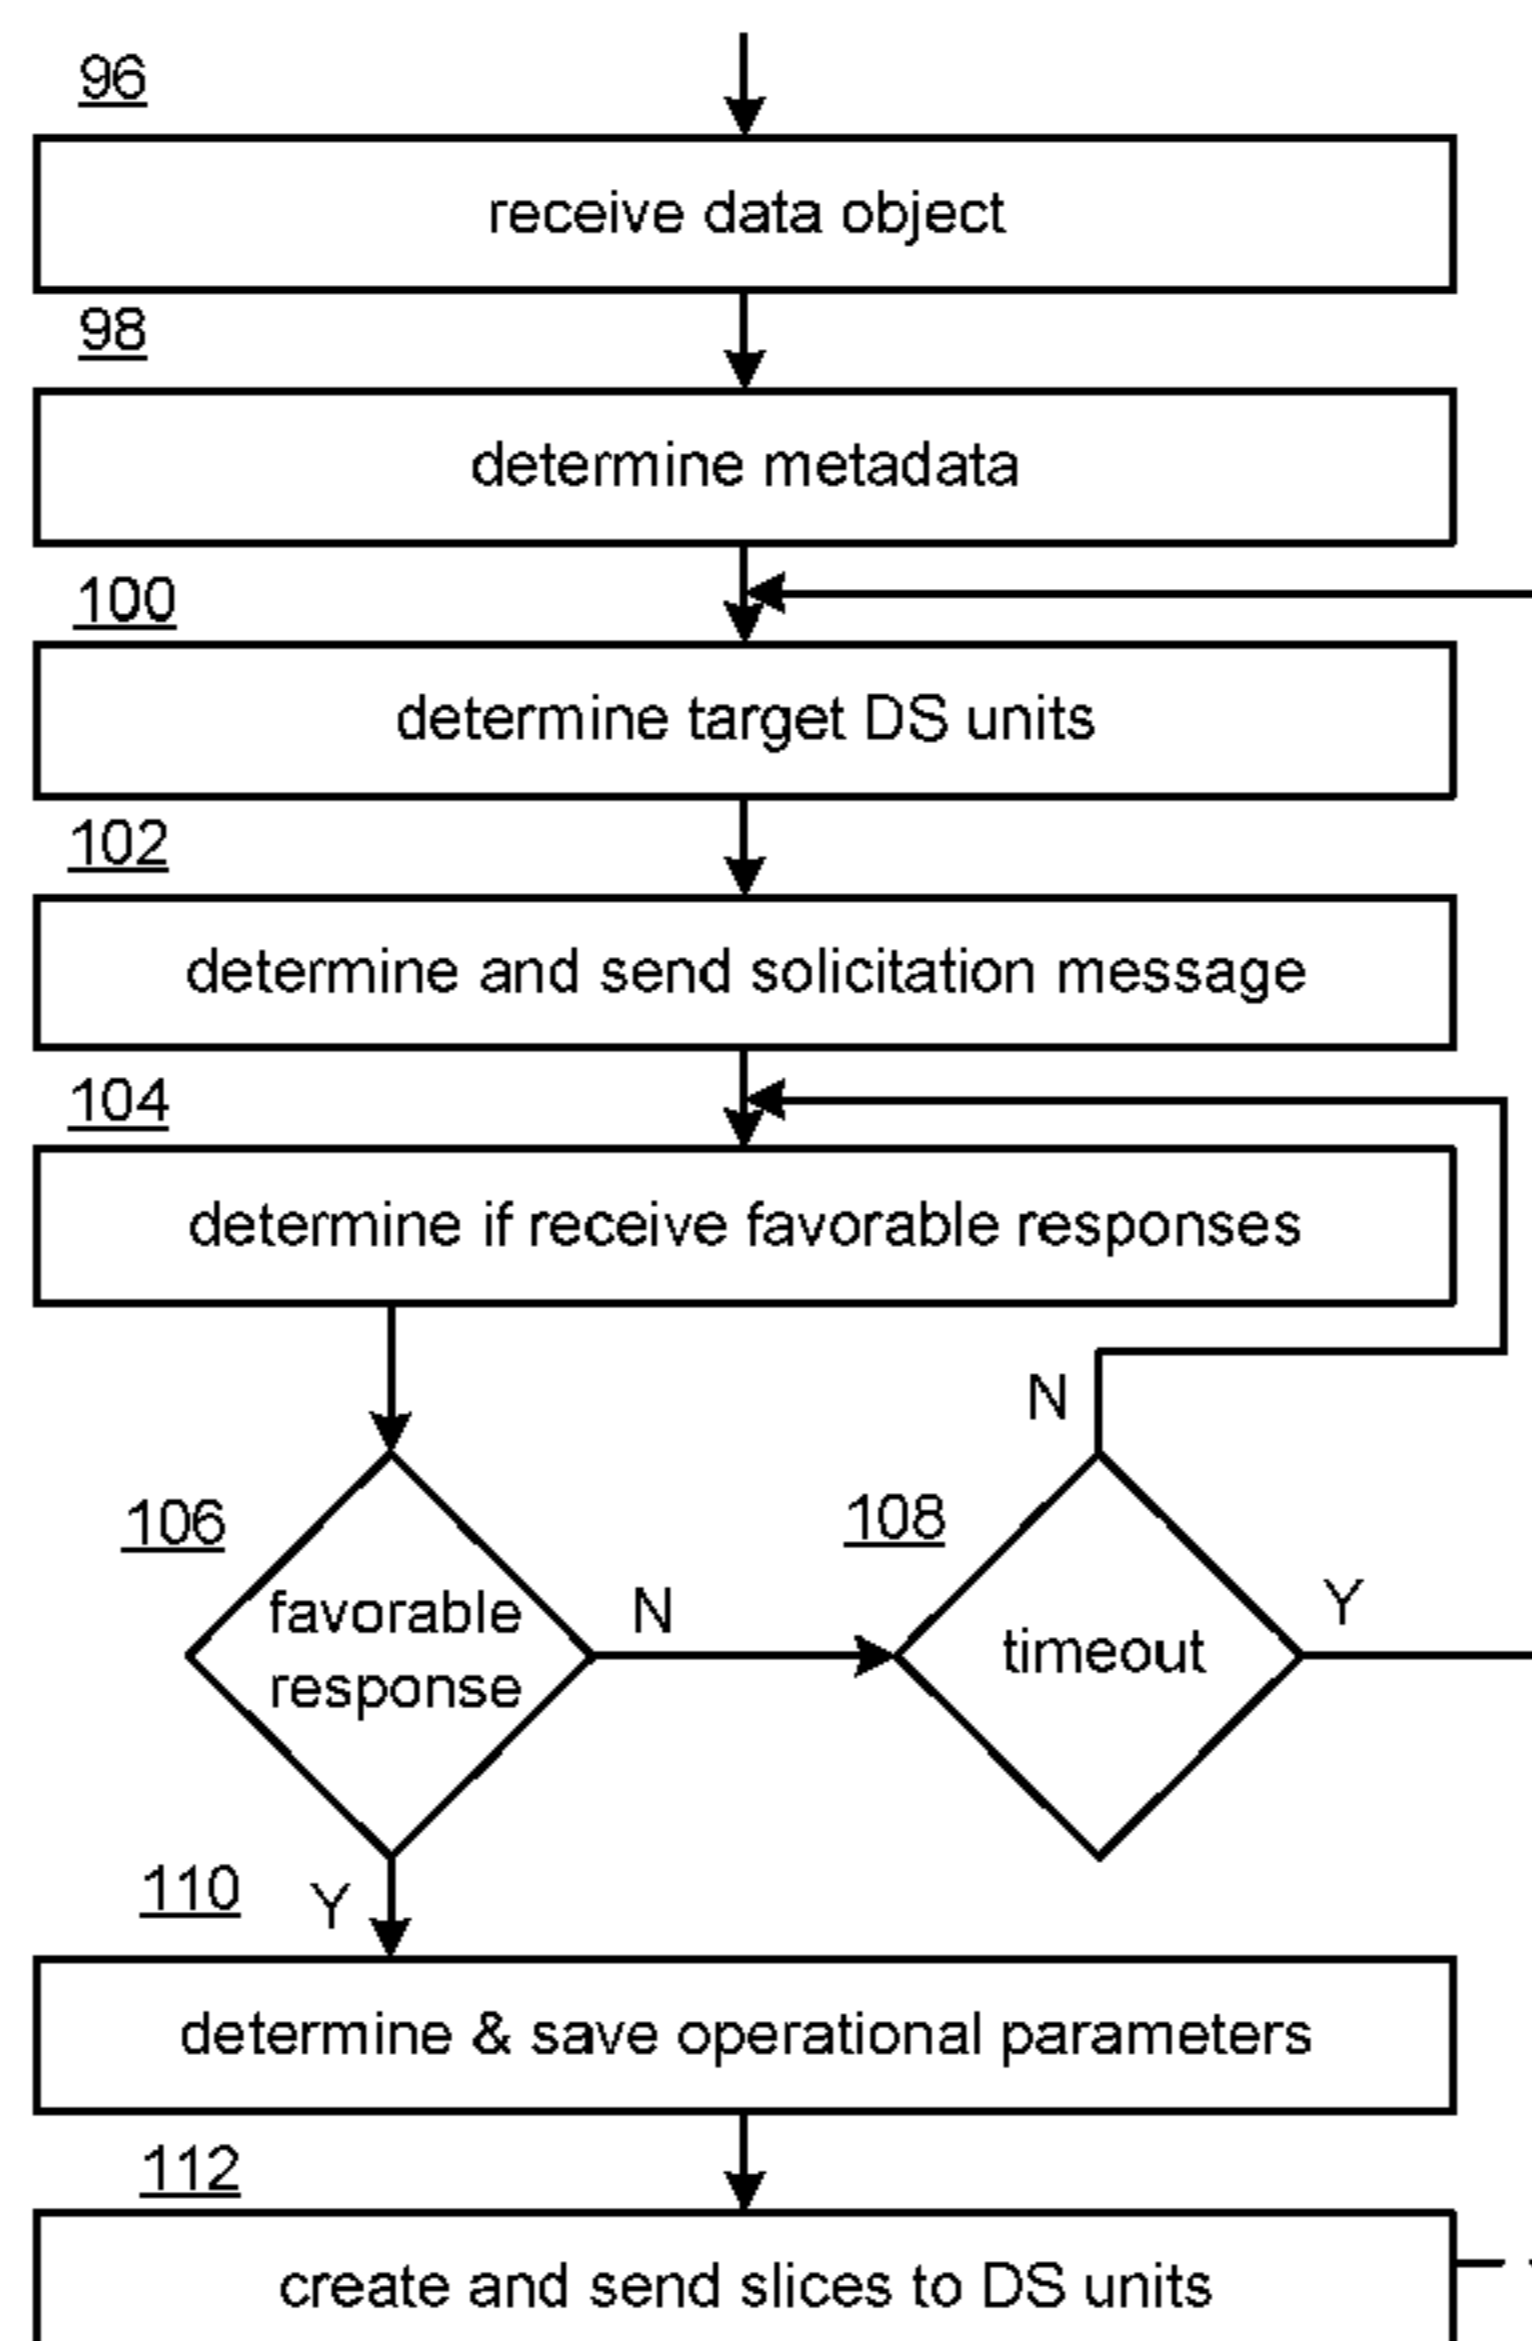 96
receive data object
98
determine metadata
100
determine target DS units
102
determine and send solicitation message
104
determine if receive favorable responses
N
106
108
favorable
response
N
timeout
Y
110
Y
determine & save operational parameters
112
create and send slices to DS units